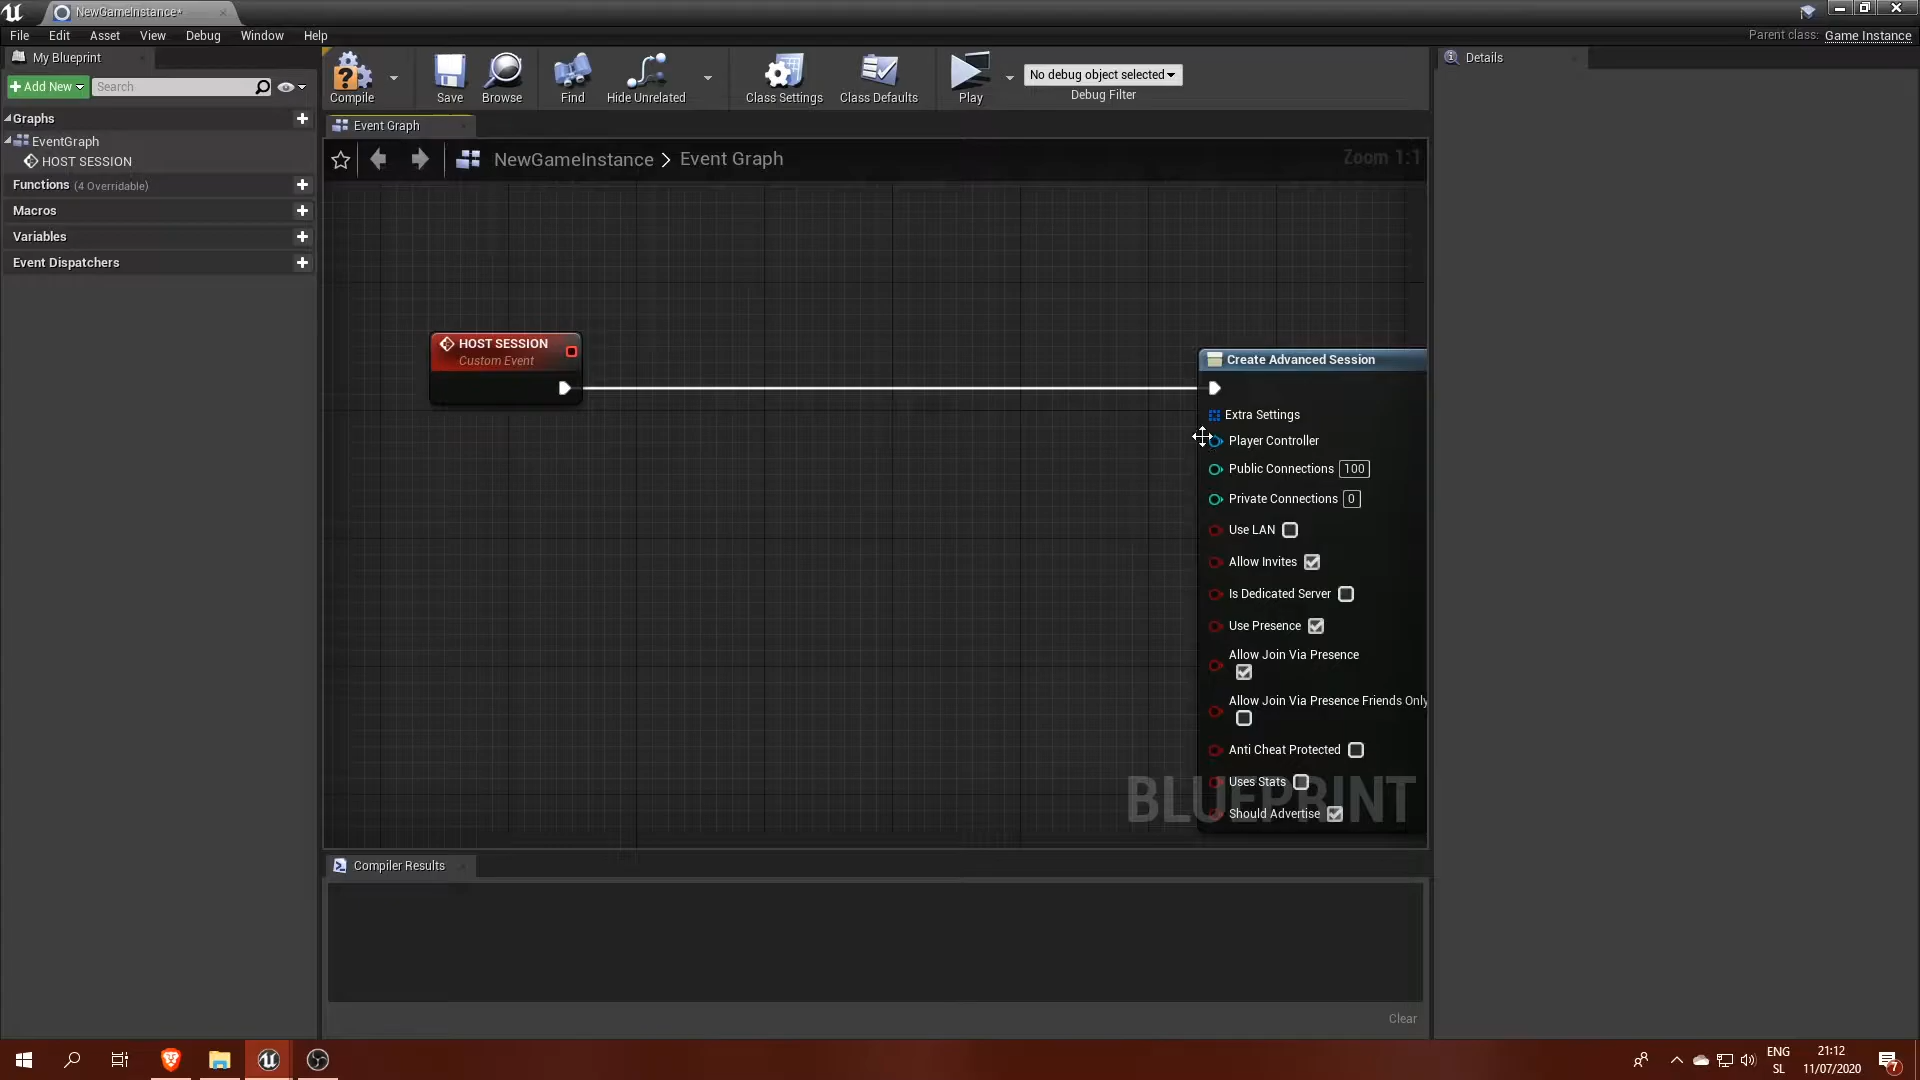 NewGameInstance*
File Edit Asset View Debug Window Help
Parent class: Game Instance
My Blueprint
Add New
Search
Graphs
EventGraph
HOST SESSION
Functions (4 Overridable)
Macros
Variables
Event Dispatchers
Compile
Save
Browse
Find
Hide Unrelated
Class Settings
Class Defaults
Play
No debug object selected
Debug Filter
Event Graph
NewGameInstance > Event Graph
Zoom 1:1
HOST SESSION
Custom Event
Create Advanced Session
Extra Settings
Player Controller
Public Connections 100
Private Connections 0
Use LAN
Allow Invites
Is Dedicated Server
Use Presence
Allow Join Via Presence
Allow Join Via Presence Friends Only
Anti Cheat Protected
Uses Stats
Should Advertise
BLUEPRINT
Compiler Results
Clear
Details
ENG
SL
21:12
11/07/2020
7